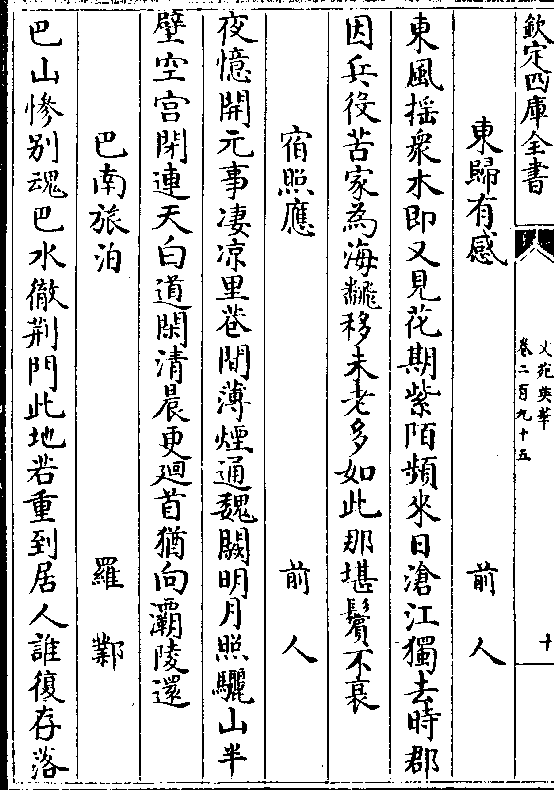 欽定四庫全書
文苑英華
卷二百九十五
十
東歸有感
前人
東風揺衆木即又見花期紫陌頻來日滄江獨去時郡
因兵役苦家為海翻移未老多如此那堪鬢不衰
宿照應
前人
夜憶開元事凄凉里巷間薄煙通魏闕明月照驪山半
壁空宫閉連天白道閑清晨更廻首猶向灞陵還
巴南旅泊
羅鄴
巴山慘别魂巴水徹荆門此地若重到居人誰復存落